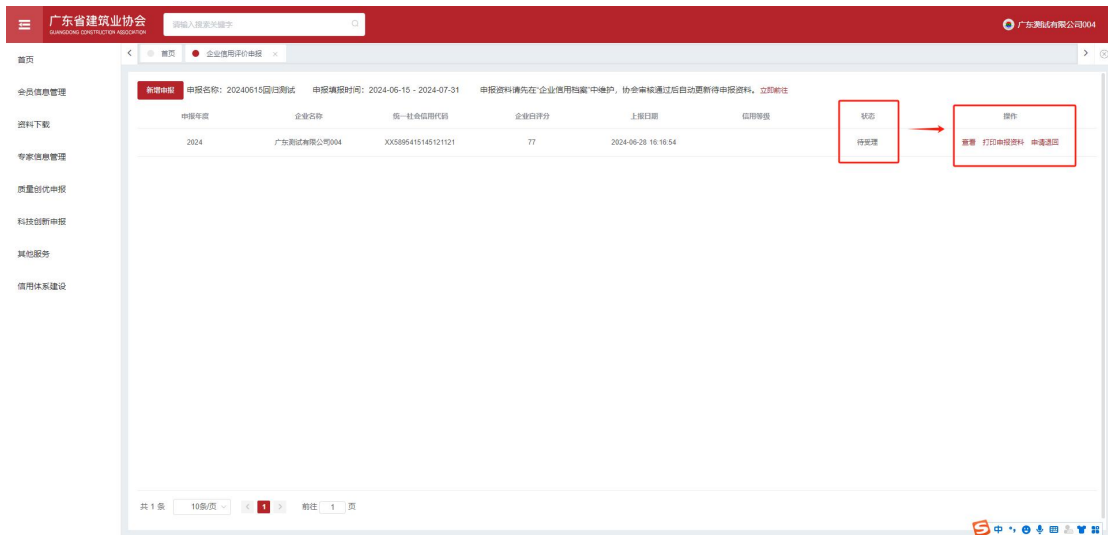 广东省建筑业协会
GUANGDONG CONSTRUCTION ASSOCIATION
请输入搜索关键字
广东测试有限公司004
首页
企业信用评价申报
首页
会员信息管理
资料下载
专家信息管理
质量创优申报
科技创新申报
其他服务
信用体系建设
新增申报 申报名称：20240615回归测试 申报填报时间：2024-06-15 - 2024-07-31 申报资料请先在"企业信用档案"中维护，协会审核通过后自动更新待申报资料。立即前往
申报年度 企业名称 统一社会信用代码 企业自评分 上报日期 信用等级 状态 操作
2024 广东测试有限公司004 XX5895415145121121 77 2024-06-28 16:16:54 待受理 查看 打印申报资料 申请退回
共 1 条 10条/页 1 前往 1 页
中